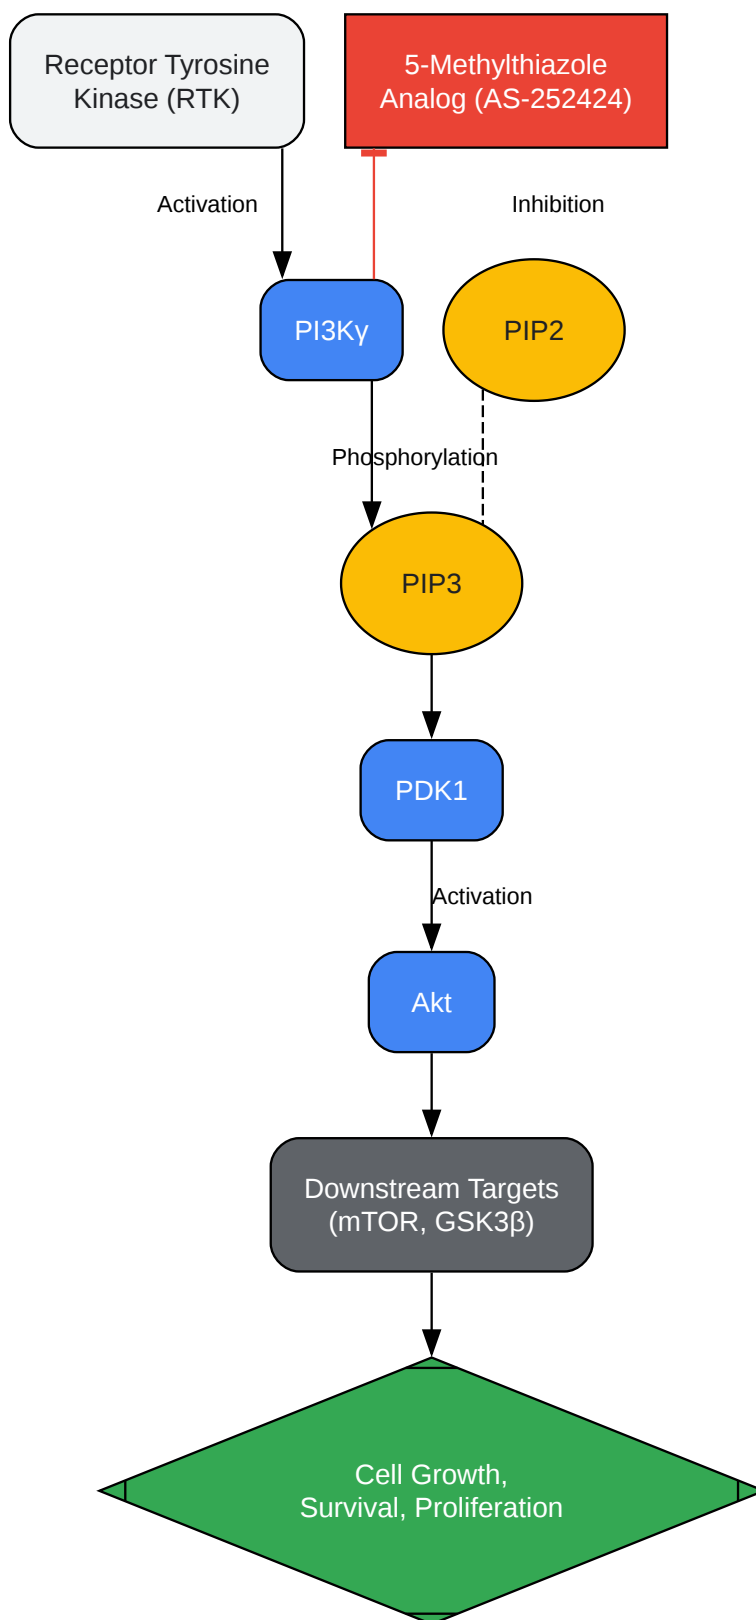 Receptor Tyrosine
Kinase (RTK)
5-Methylthiazole
Analog (AS-252424)
Activation
Inhibition
PI3Kγ
PIP2
Phosphorylation
PIP3
PDK1
Activation
Akt
Downstream Targets
(mTOR, GSK3β)
Cell Growth,
Survival, Proliferation